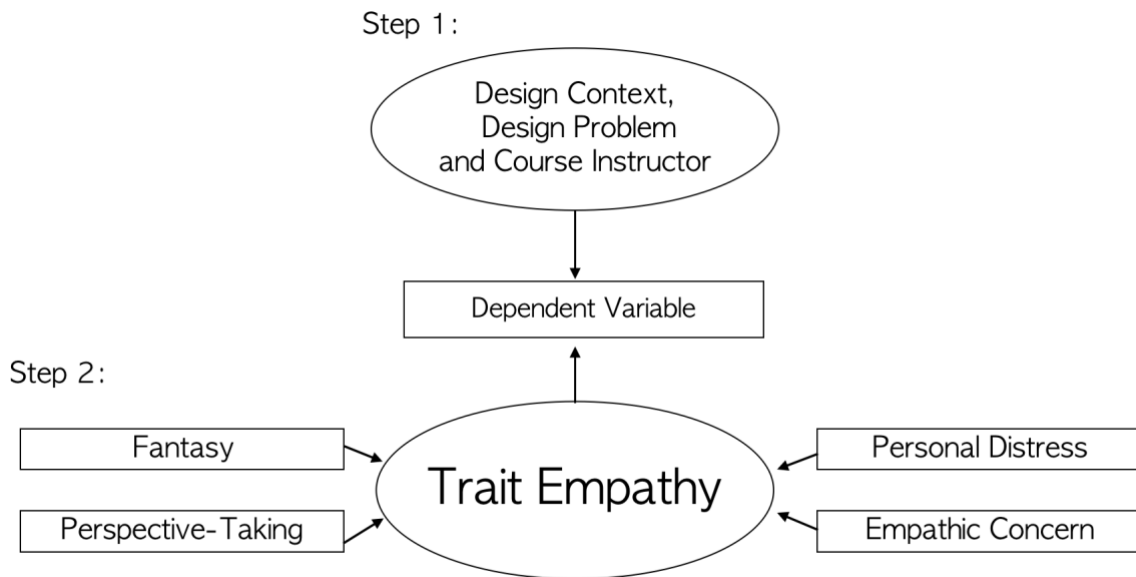 Step 1:
Design Context,
Design Problem
and Course Instructor
Dependent Variable
Step 2:
Fantasy
Perspective-Taking
Trait Empathy
Personal Distress
Empathic Concern